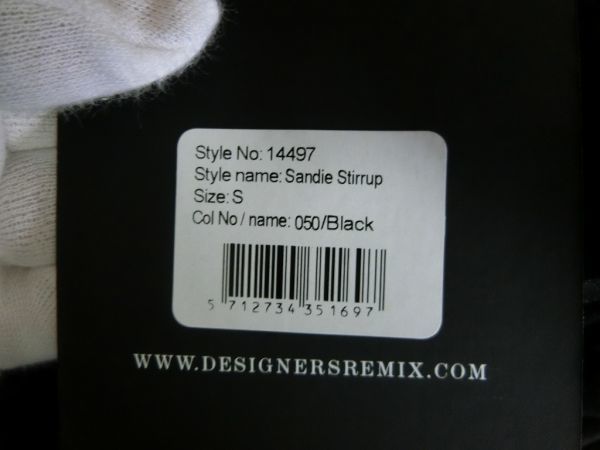 Style No: 14497
Style name: Sandie Stirrup
Size: S
Col No / name: 050/Black
5 712734 351697
WWW.DESIGNERSREMIX.COM